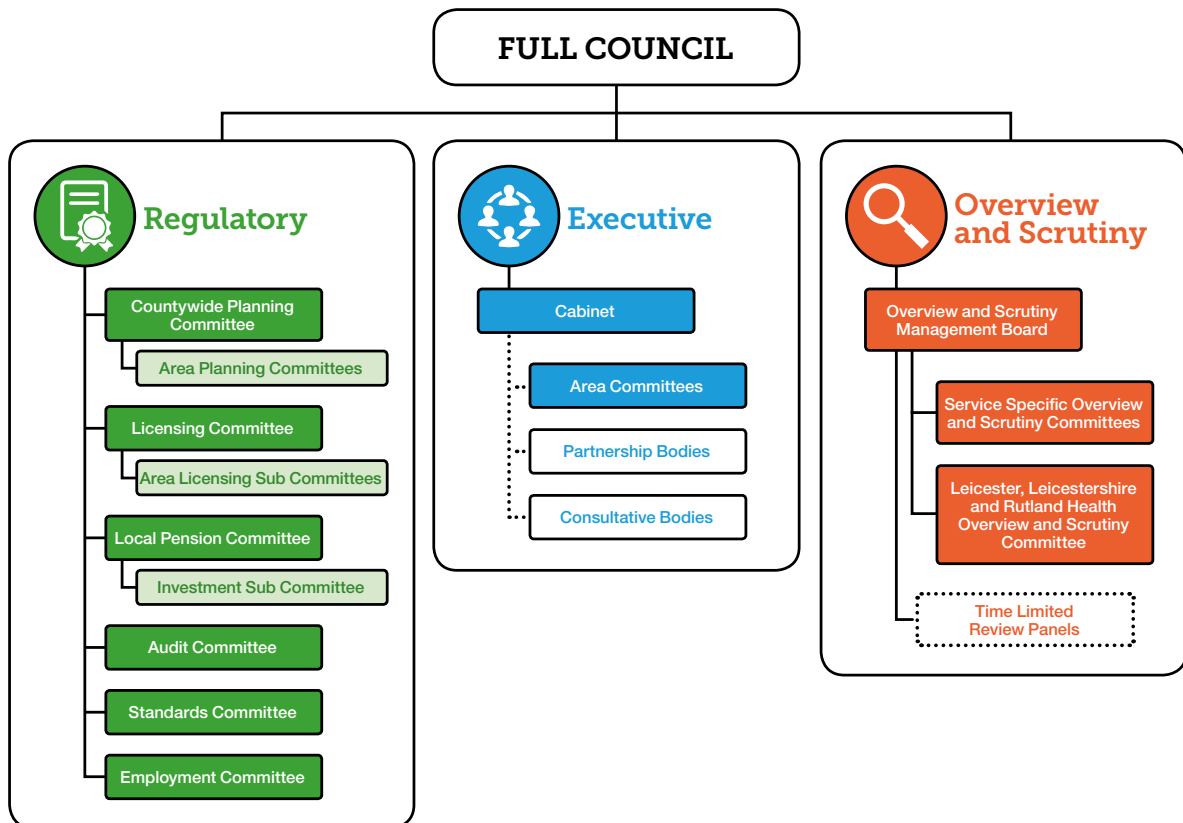 FULL COUNCIL
Regulatory
Countywide Planning
Committee
Area Planning Committees
Licensing Committee
Area Licensing Sub Committees
Local Pension Committee
Investment Sub Committee
Audit Committee
Standards Committee
Employment Committee
Executive
Cabinet
Area Committees
Partnership Bodies
Consultative Bodies
Overview
and Scrutiny
Overview and Scrutiny
Management Board
Service Specific Overview
and Scrutiny Committees
Leicester, Leicestershire
and Rutland Health
Overview and Scrutiny
Committee
Time Limited
Review Panels